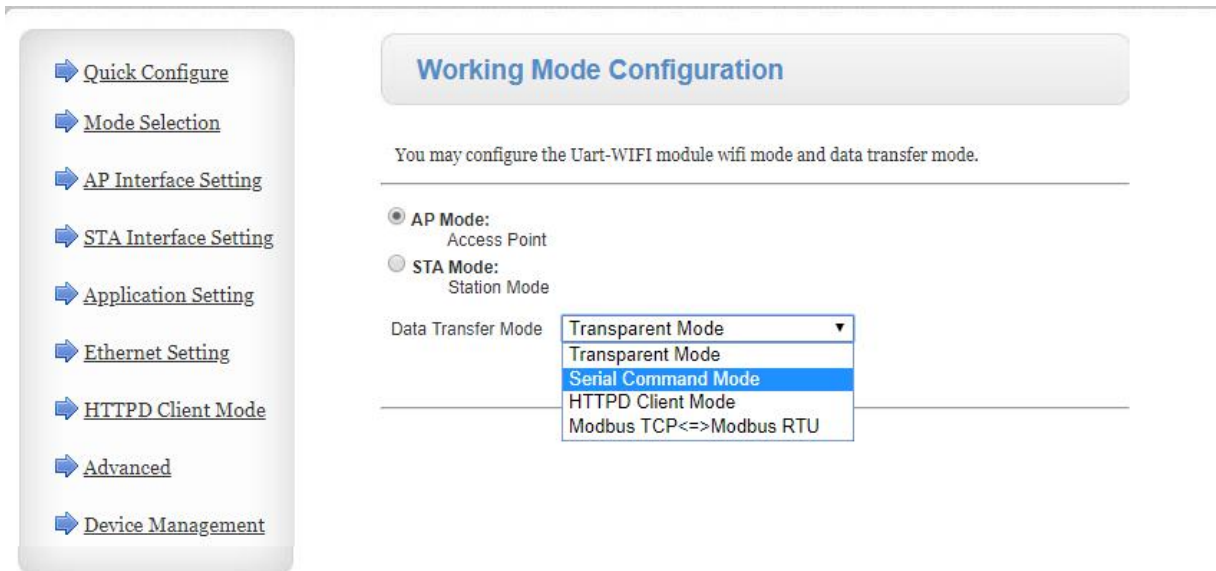 Quick Configure
Mode Selection
AP Interface Setting
STA Interface Setting
Application Setting
Ethernet Setting
HTTPD Client Mode
Advanced
Device Management
Working Mode Configuration
You may configure the Uart-WIFI module wifi mode and data transfer mode.
AP Mode:
Access Point
STA Mode:
Station Mode
Data Transfer Mode Transparent Mode
Transparent Mode
Serial Command Mode
HTTPD Client Mode
Modbus TCP<=>Modbus RTU